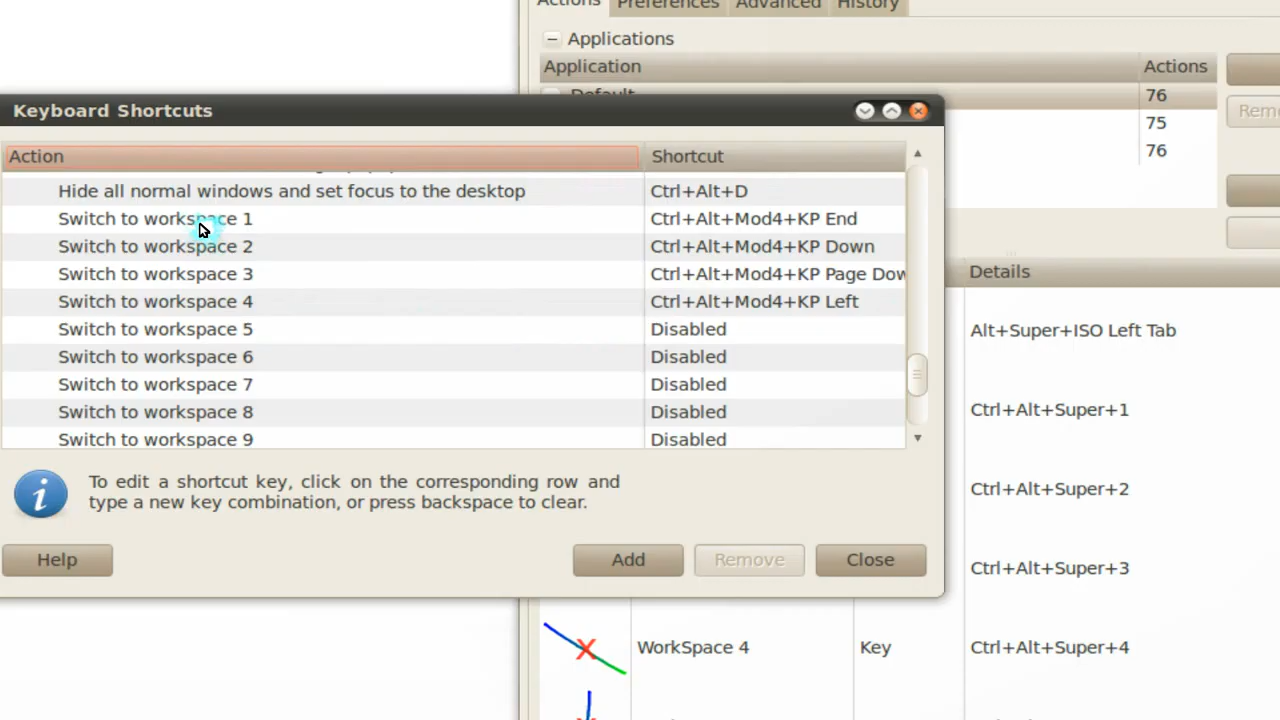 Actions Preferences Advanced History
Applications
Application Actions
Default 76
75
76
Keyboard Shortcuts
Action Shortcut
Hide all normal windows and set focus to the desktop Ctrl+Alt+D
Switch to workspace 1 Ctrl+Alt+Mod4+KP End
Switch to workspace 2 Ctrl+Alt+Mod4+KP Down
Switch to workspace 3 Ctrl+Alt+Mod4+KP Page Dow
Switch to workspace 4 Ctrl+Alt+Mod4+KP Left
Switch to workspace 5 Disabled
Switch to workspace 6 Disabled
Switch to workspace 7 Disabled
Switch to workspace 8 Disabled
Switch to workspace 9 Disabled
To edit a shortcut key, click on the corresponding row and
type a new key combination, or press backspace to clear.
Help Add Remove Close
Remo
Details
Alt+Super+ISO Left Tab
Ctrl+Alt+Super+1
Ctrl+Alt+Super+2
Ctrl+Alt+Super+3
WorkSpace 4 Key Ctrl+Alt+Super+4